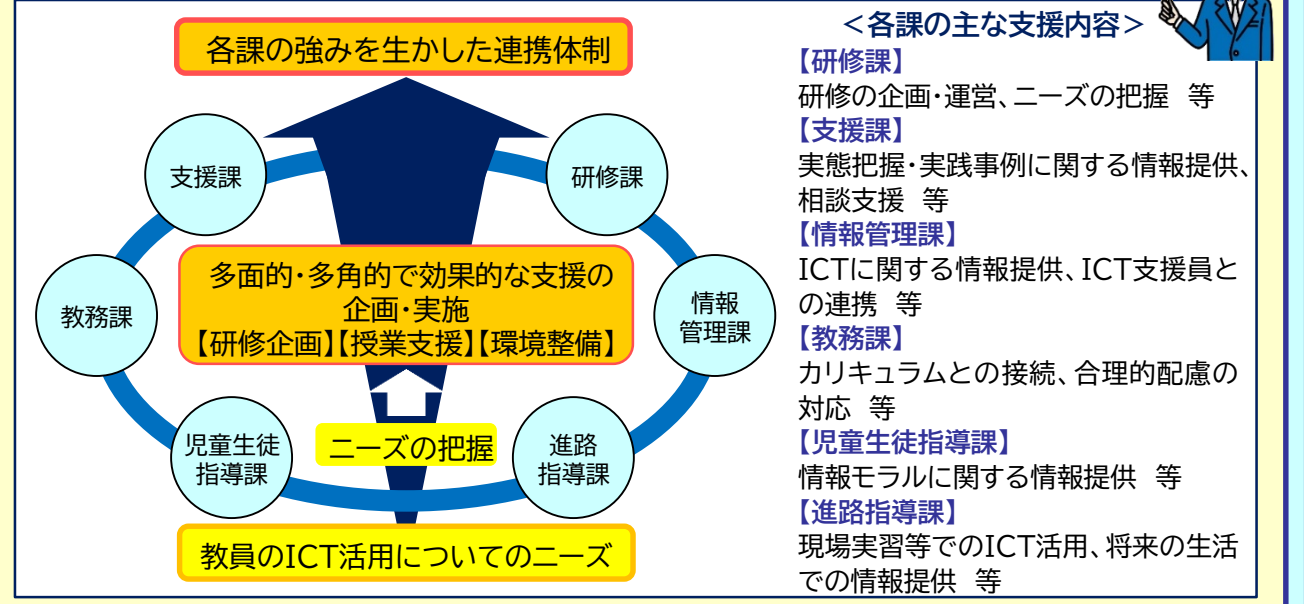 各課の強みを生かした連携体制
支援課
研修課
教務課
多面的・多角的で効果的な支援の
企画・実施
【研修企画】【授業支援】【環境整備】
情報
管理課
児童生徒
指導課
ニーズの把握
進路
指導課
教員のICT活用についてのニーズ
＜各課の主な支援内容＞
【研修課】
研修の企画・運営、ニーズの把握　等
【支援課】
実態把握・実践事例に関する情報提供、
相談支援　等
【情報管理課】
ICTに関する情報提供、ICT支援員と
の連携　等
【教務課】
カリキュラムとの接続、合理的配慮の
対応　等
【児童生徒指導課】
情報モラルに関する情報提供　等
【進路指導課】
現場実習等でのICT活用、将来の生活
での情報提供　等